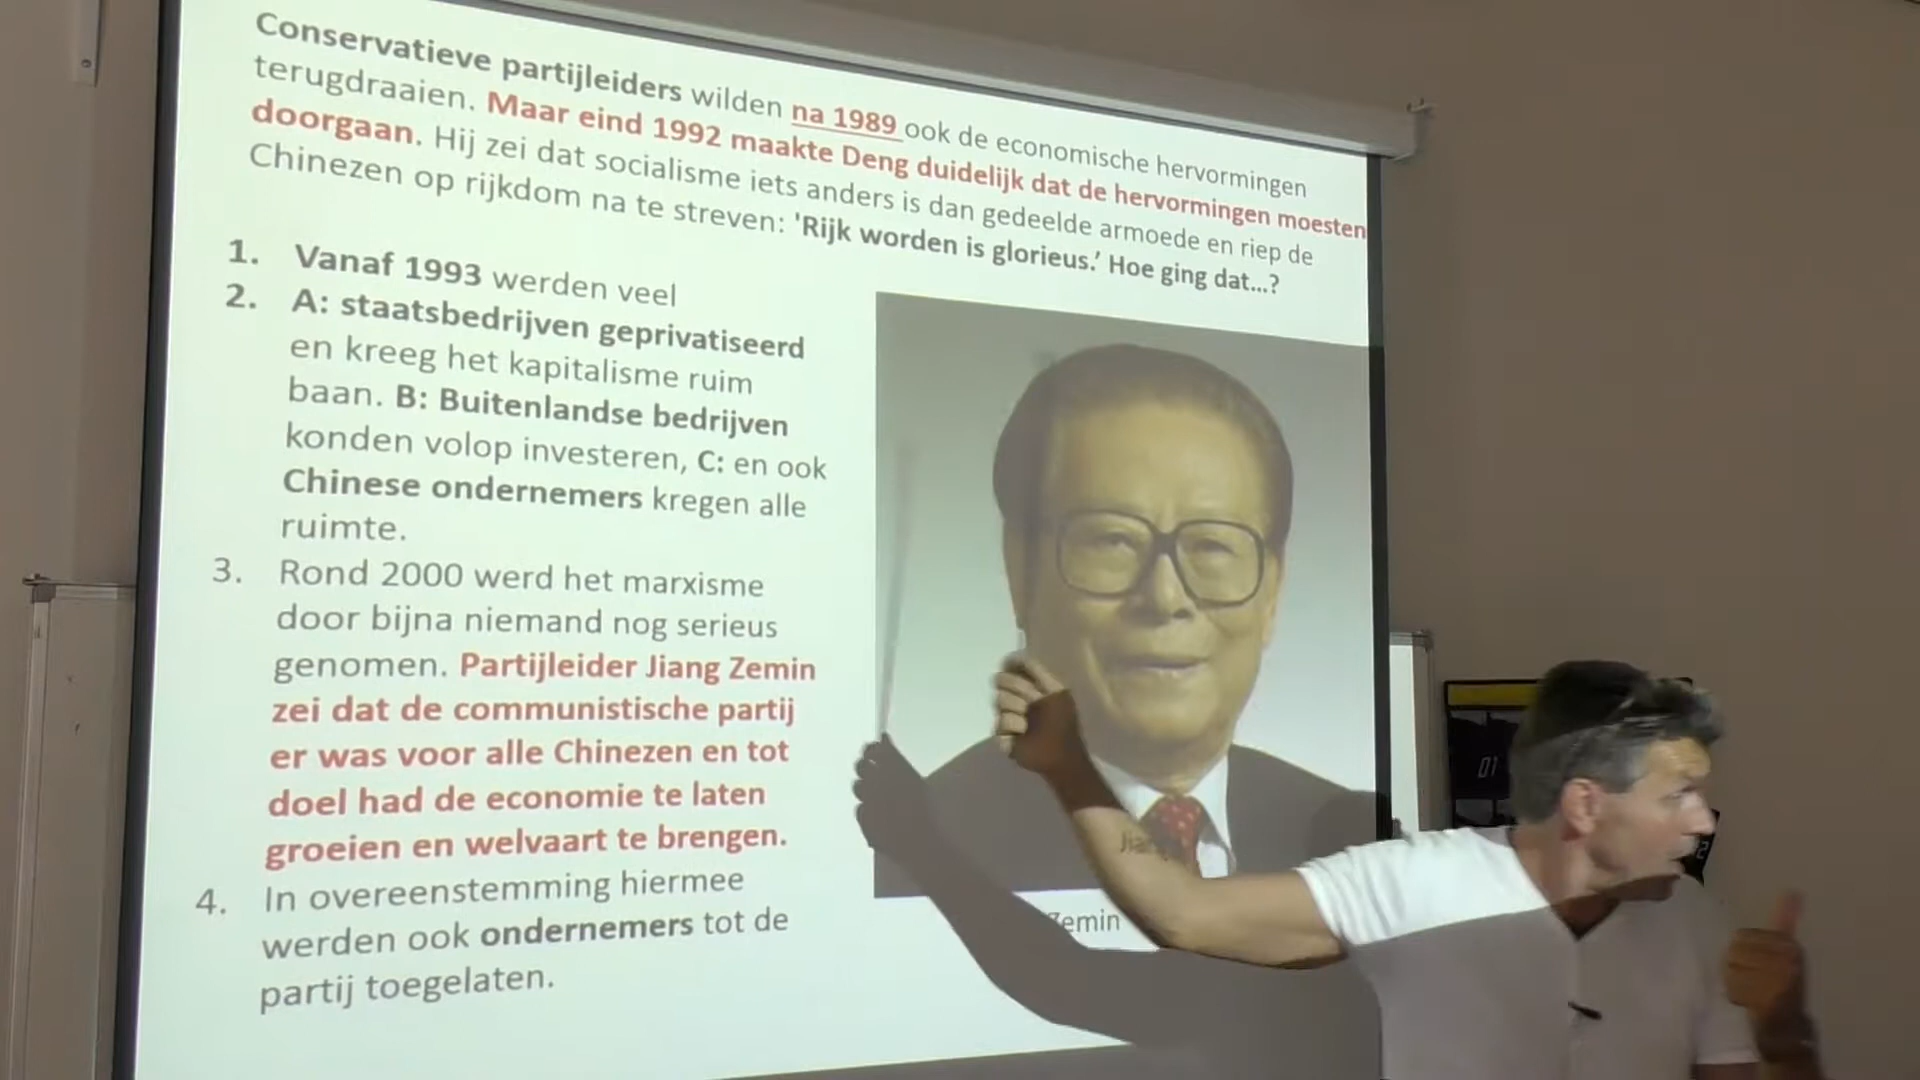 Conservatieve partijleiders wilden na 1989 ook de economische hervormingen
terugdraaien. Maar eind 1992 maakte Deng duidelijk dat de hervormingen moesten
doorgaan. Hij zei dat socialisme iets anders is dan gedeelde armoede en riep de
Chinezen op rijkdom na te streven: 'Rijk worden is glorieus.’ Hoe ging dat...?
1. Vanaf 1993 werden veel
2. A: staatsbedrijven geprivatiseerd
en kreeg het kapitalisme ruim
baan. B: Buitenlandse bedrijven
konden volop investeren, C: en ook
Chinese ondernemers kregen alle
ruimte.
3. Rond 2000 werd het marxisme
door bijna niemand nog serieus
genomen. Partijleider Jiang Zemin
zei dat de communistische partij
er was voor alle Chinezen en tot
doel had de economie te laten
groeien en welvaart te brengen.
4. In overeenstemming hiermee
werden ook ondernemers tot de
partij toegelaten.
Zemin
01